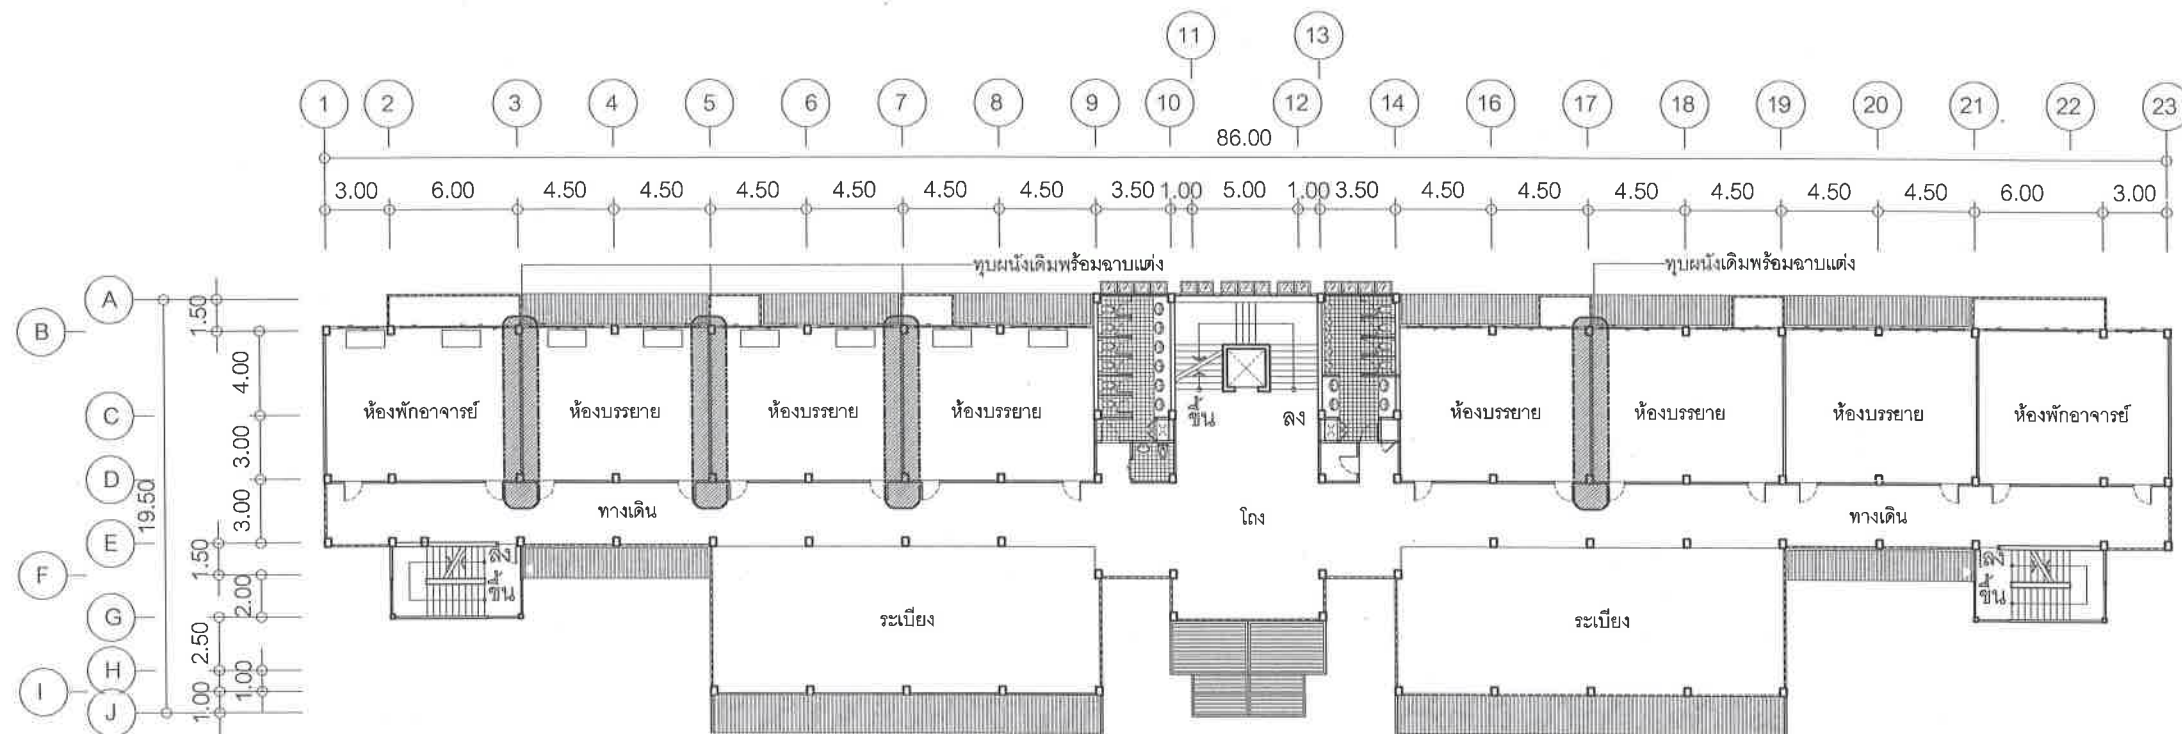 11 13
1 2 3 4 5 6 7 8 9 10 12 14 16 17 18 19 20 21 22 23
86.00
3.00 6.00 4.50 4.50 4.50 4.50 4.50 4.50 3.50 1.00 5.00 1.00 3.50 4.50 4.50 4.50 4.50 4.50 4.50 6.00 3.00
ทุบผนังเดิมพร้อมฉาบแต่ง ทุบผนังเดิมพร้อมฉาบแต่ง
A
1.50
B
4.00
C
ห้องพักอาจารย์ ห้องบรรยาย ห้องบรรยาย ห้องบรรยาย ขึ้น ลง ห้องบรรยาย ห้องบรรยาย ห้องบรรยาย ห้องพักอาจารย์
3.00
D
19.50
3.00
ทางเดิน โถง ทางเดิน
E
1.50
ลง ลง
F
2.00
ขึ้น ขึ้น
G
ระเบียง ระเบียง
2.50
H
1.00
I
1.00
J